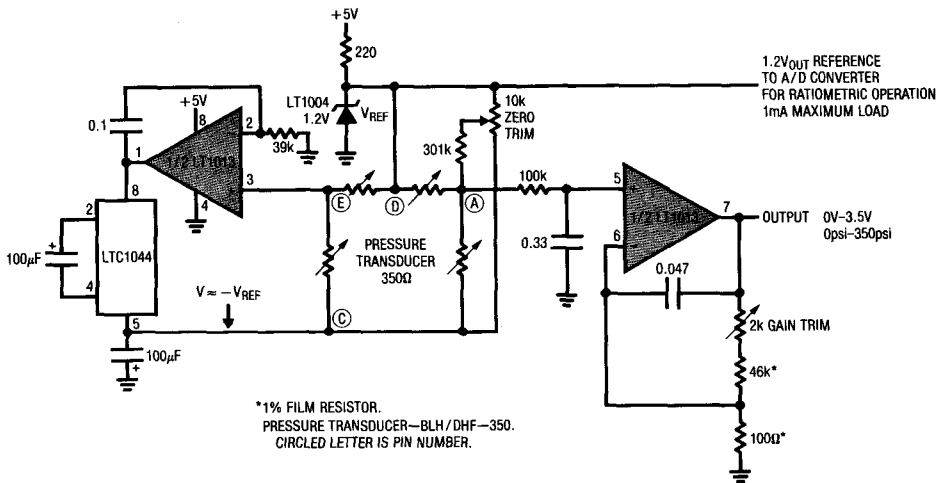 +5V
220
1.2VOUT REFERENCE
TO A/D CONVERTER
FOR RATIOMETRIC OPERATION
1mA MAXIMUM LOAD
LT1004
1.2V
VREF
10k
ZERO
TRIM
301k
+5V
8
2
0.1
39k
1
1/2 LT1013
3
4
8
E
D
A
100k
5
1/2 LT1013
7
6
OUTPUT
0V–3.5V
0psi–350psi
0.33
0.047
2k GAIN TRIM
46k*
100Ω*
PRESSURE
TRANSDUCER
350Ω
2
+
100µF
LTC1044
4
V ≈ –VREF
C
5
100µF
+
*1% FILM RESISTOR.
PRESSURE TRANSDUCER—BLH/DHF—350.
CIRCLED LETTER IS PIN NUMBER.